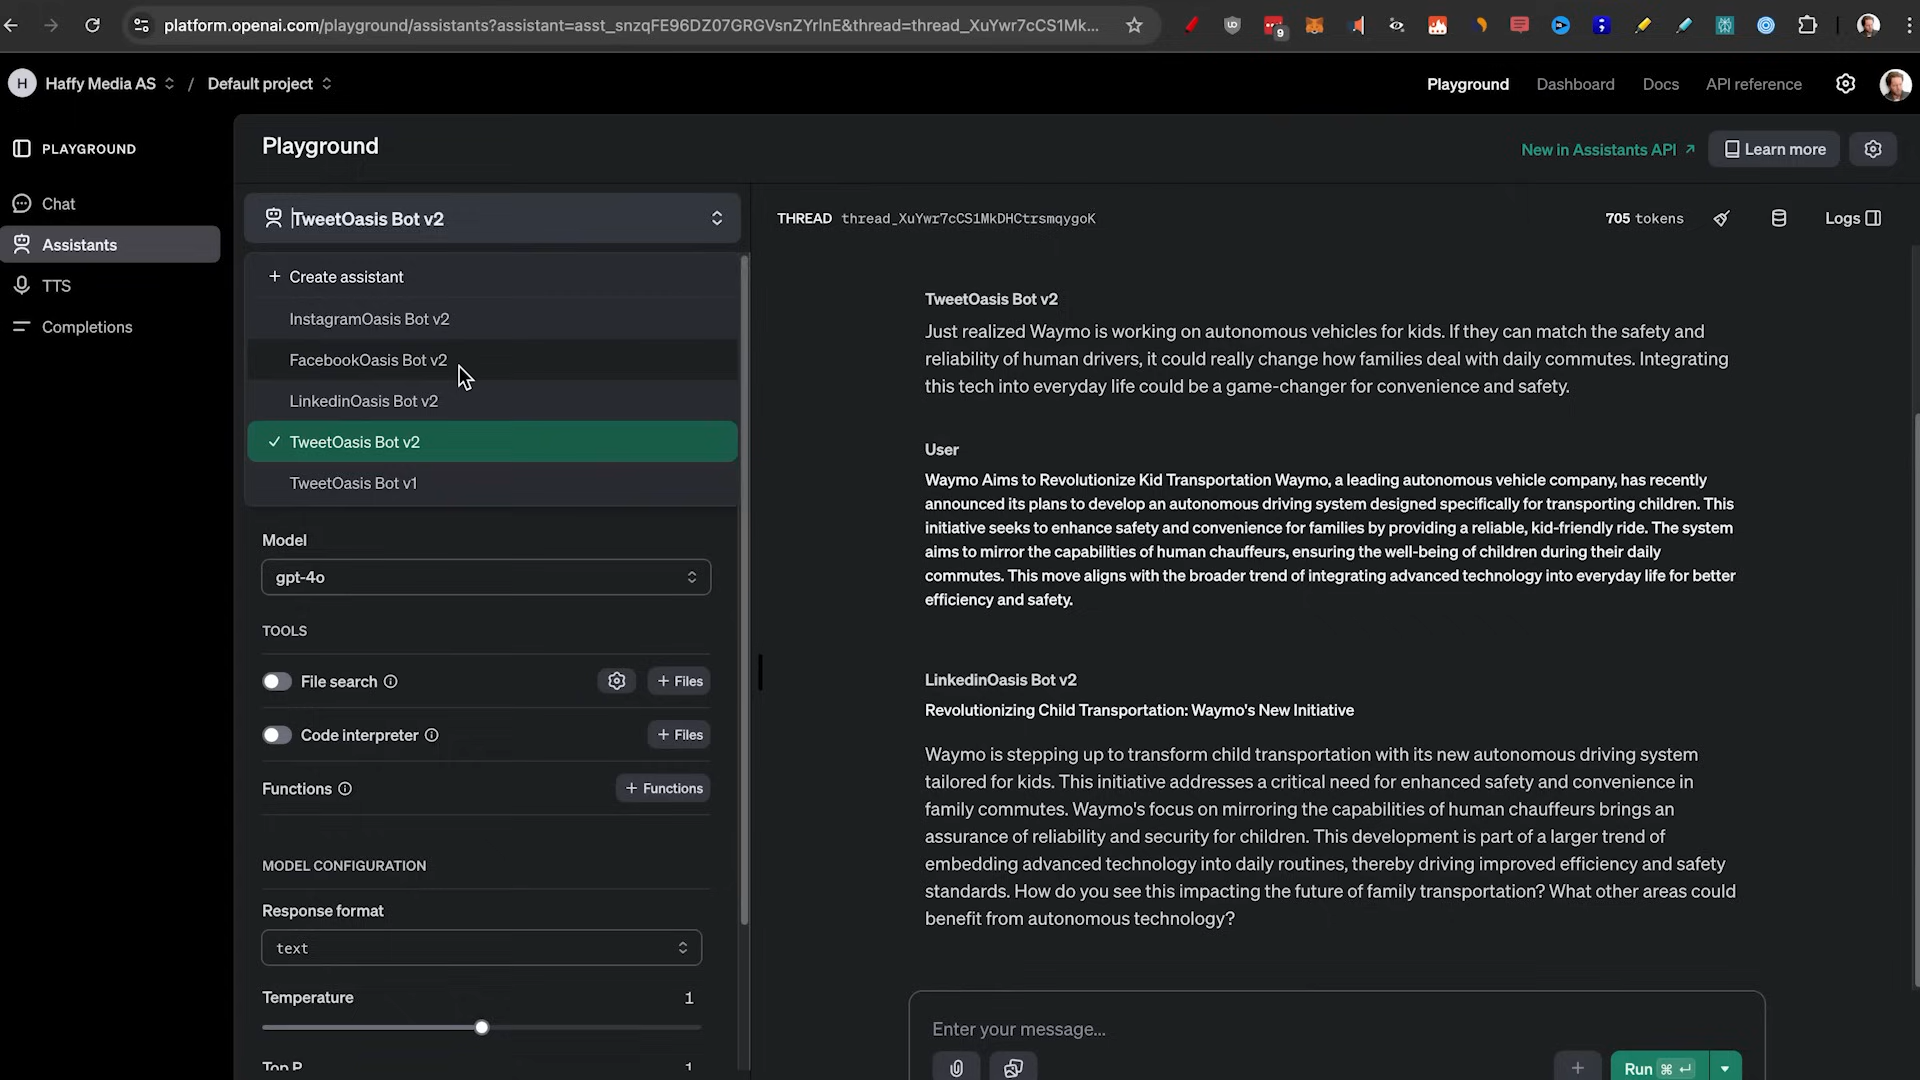 platform.openai.com/playground/assistants?assistant=asst_snzqFE96DZ07GRGVsnZYrlnE&thread=thread_XuYwr7cCS1Mk...
9
H Haffy Media AS / Default project
Playground Dashboard Docs API reference
PLAYGROUND
Chat
Assistants
TTS
Completions
Playground
New in Assistants API ↗ Learn more
TweetOasis Bot v2
+ Create assistant
InstagramOasis Bot v2
FacebookOasis Bot v2
LinkedinOasis Bot v2
✓ TweetOasis Bot v2
TweetOasis Bot v1
Model
gpt-4o
TOOLS
File search + Files
Code interpreter + Files
Functions + Functions
MODEL CONFIGURATION
Response format
text
Temperature 1
Top P 1
THREAD thread_XuYwr7cCS1MkDHCtrsmqygoK 705 tokens Logs
TweetOasis Bot v2
Just realized Waymo is working on autonomous vehicles for kids. If they can match the safety and
reliability of human drivers, it could really change how families deal with daily commutes. Integrating
this tech into everyday life could be a game-changer for convenience and safety.
User
Waymo Aims to Revolutionize Kid Transportation Waymo, a leading autonomous vehicle company, has recently
announced its plans to develop an autonomous driving system designed specifically for transporting children. This
initiative seeks to enhance safety and convenience for families by providing a reliable, kid-friendly ride. The system
aims to mirror the capabilities of human chauffeurs, ensuring the well-being of children during their daily
commutes. This move aligns with the broader trend of integrating advanced technology into everyday life for better
efficiency and safety.
LinkedinOasis Bot v2
Revolutionizing Child Transportation: Waymo's New Initiative
Waymo is stepping up to transform child transportation with its new autonomous driving system
tailored for kids. This initiative addresses a critical need for enhanced safety and convenience in
family commutes. Waymo's focus on mirroring the capabilities of human chauffeurs brings an
assurance of reliability and security for children. This development is part of a larger trend of
embedding advanced technology into daily routines, thereby driving improved efficiency and safety
standards. How do you see this impacting the future of family transportation? What other areas could
benefit from autonomous technology?
Enter your message...
+ Run ⌘ ↵